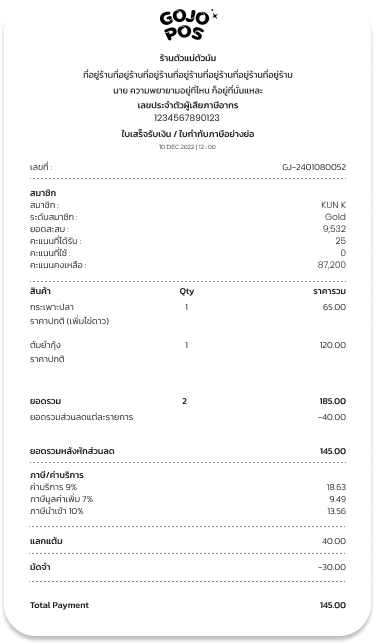 GOJO
POS
ร้านตัวแม่ตัวมัม
ที่อยู่ร้านที่อยู่ร้านที่อยู่ร้านที่อยู่ร้านที่อยู่ร้านที่อยู่ร้านที่อยู่ร้าน
นาย ความพยายามอยู่ที่ไหน ก็อยู่ที่นั่นแหละ
เลขประจำตัวผู้เสียภาษีอากร
1234567890123
ใบเสร็จรับเงิน / ใบกำกับภาษีอย่างย่อ
10 DEC 2022 | 12 : 00
เลขที่ : GJ-2401080052
สมาชิก
สมาชิก : KUN K
ระดับสมาชิก : Gold
ยอดสะสม : 9,532
คะแนนที่ได้รับ : 25
คะแนนที่ใช้ : 0
คะแนนคงเหลือ : 87,200
สินค้า Qty ราคารวม
กระเพาะปลา 1 65.00
ราคาปกติ (เพิ่มไข่ดาว)
ต้มยำกุ้ง 1 120.00
ราคาปกติ
ยอดรวม 2 185.00
ยอดรวมส่วนลดแต่ละรายการ -40.00
ยอดรวมหลังหักส่วนลด 145.00
ภาษี/ค่าบริการ
ค่าบริการ 9% 18.63
ภาษีมูลค่าเพิ่ม 7% 9.49
ภาษีนำเข้า 10% 13.56
แลกแต้ม 40.00
มัดจำ -30.00
Total Payment 145.00